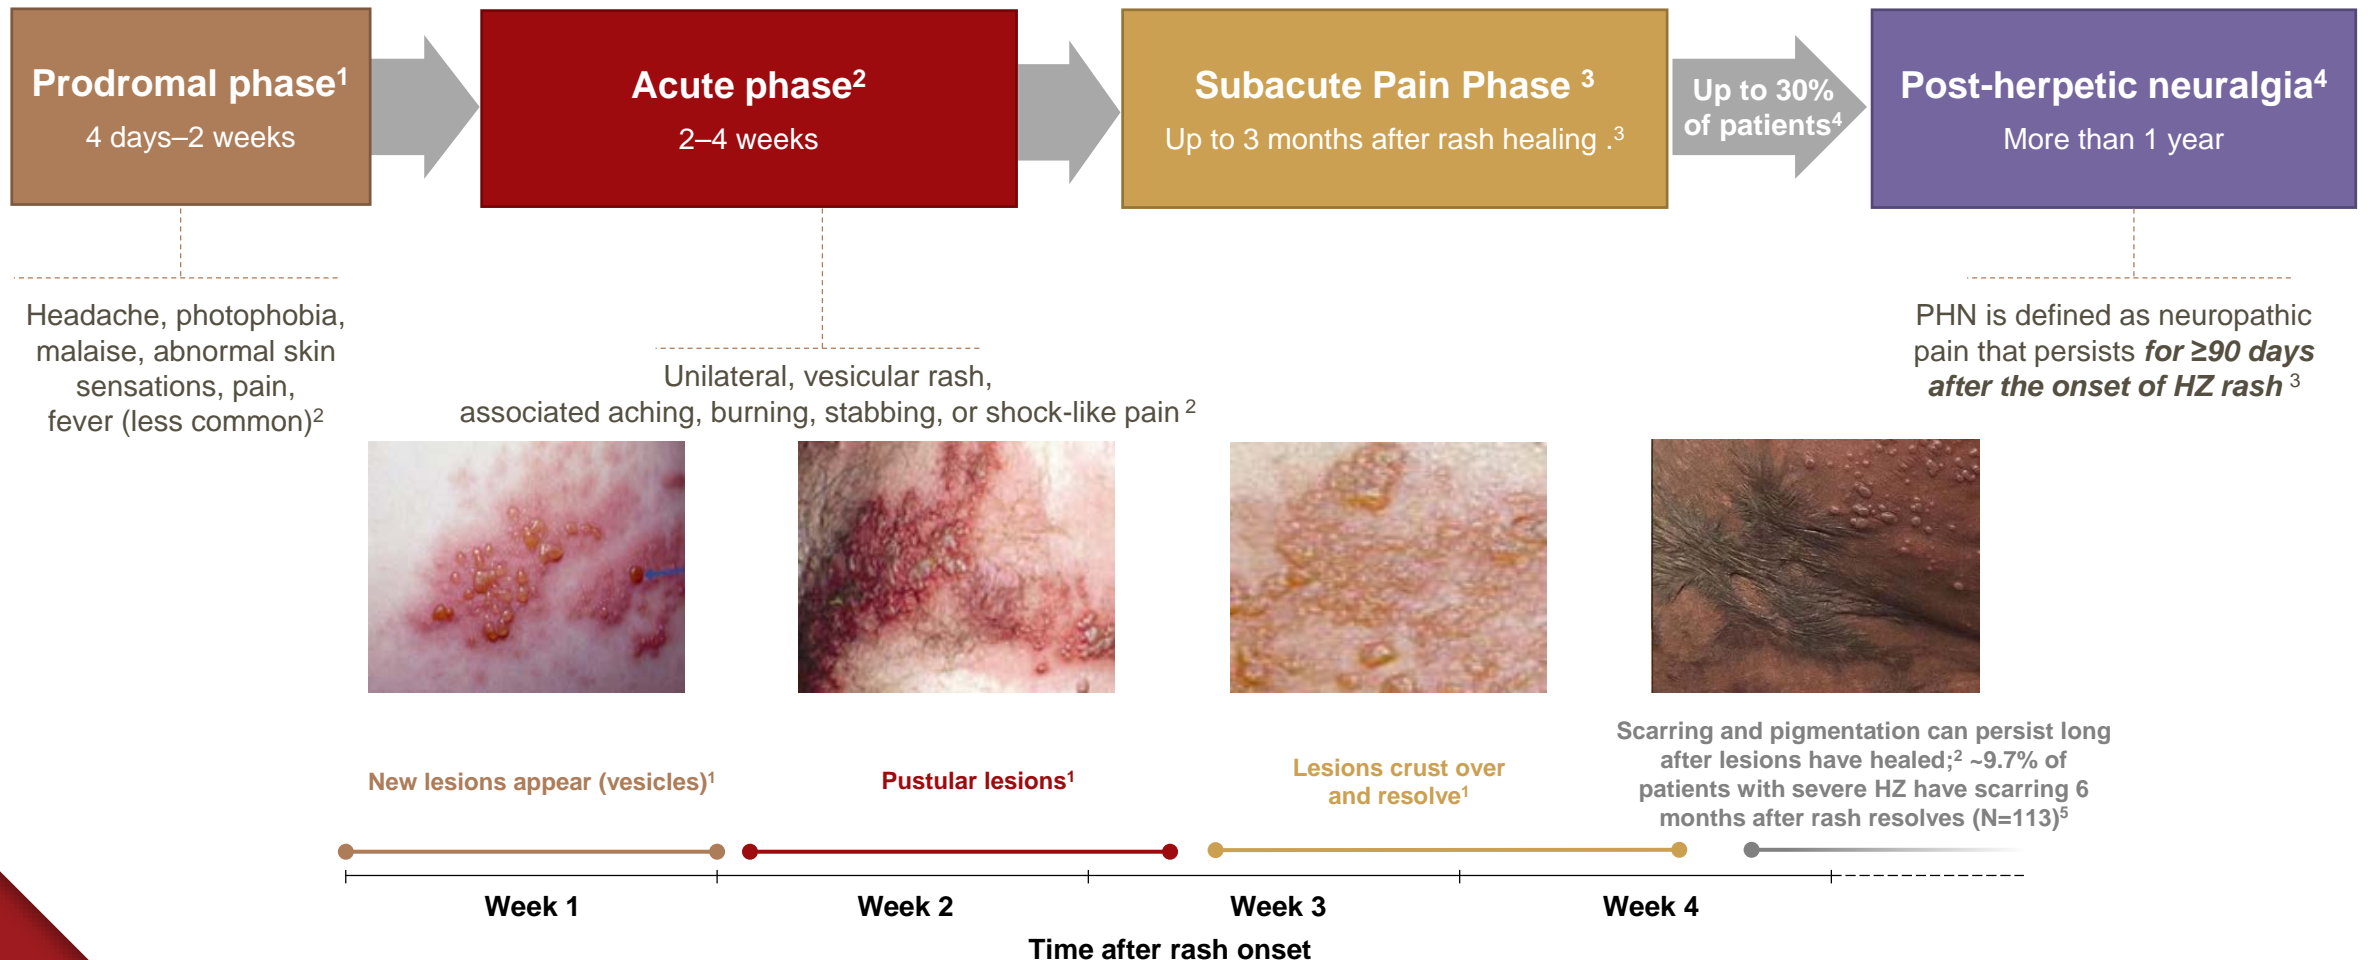 Prodromal phase¹
4 days–2 weeks
Acute phase²
2–4 weeks
Subacute Pain Phase ³
Up to 3 months after rash healing .³
Up to 30%
of patients⁴
Post-herpetic neuralgia⁴
More than 1 year
Headache, photophobia,
malaise, abnormal skin
sensations, pain,
fever (less common)²
Unilateral, vesicular rash,
associated aching, burning, stabbing, or shock-like pain ²
PHN is defined as neuropathic
pain that persists for ≥90 days
after the onset of HZ rash ³
New lesions appear (vesicles)¹
Pustular lesions¹
Lesions crust over
and resolve¹
Scarring and pigmentation can persist long
after lesions have healed;² ~9.7% of
patients with severe HZ have scarring 6
months after rash resolves (N=113)⁵
Week 1
Week 2
Week 3
Week 4
Time after rash onset